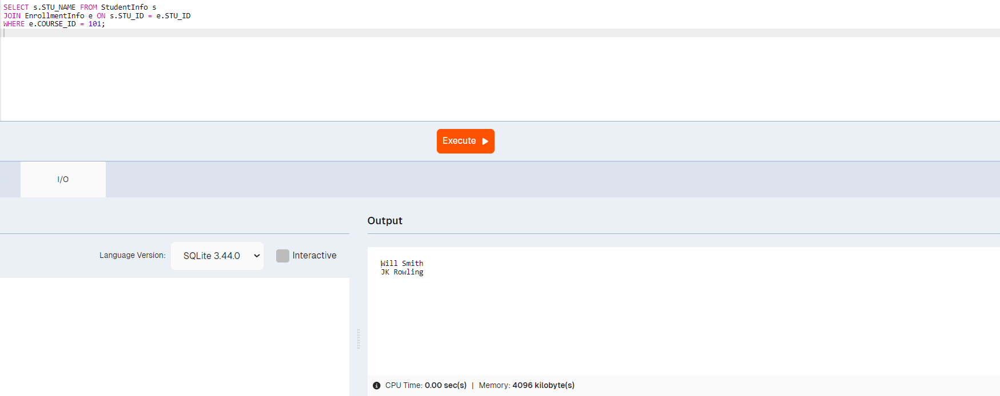 SELECT s.STU_NAME FROM StudentInfo s
JOIN EnrollmentInfo e ON s.STU_ID = e.STU_ID
WHERE e.COURSE_ID = 101;
Execute
I/O
Output
Language Version: SQLite 3.44.0 Interactive
Will Smith
JK Rowling
CPU Time: 0.00 sec(s) | Memory: 4096 kilobyte(s)